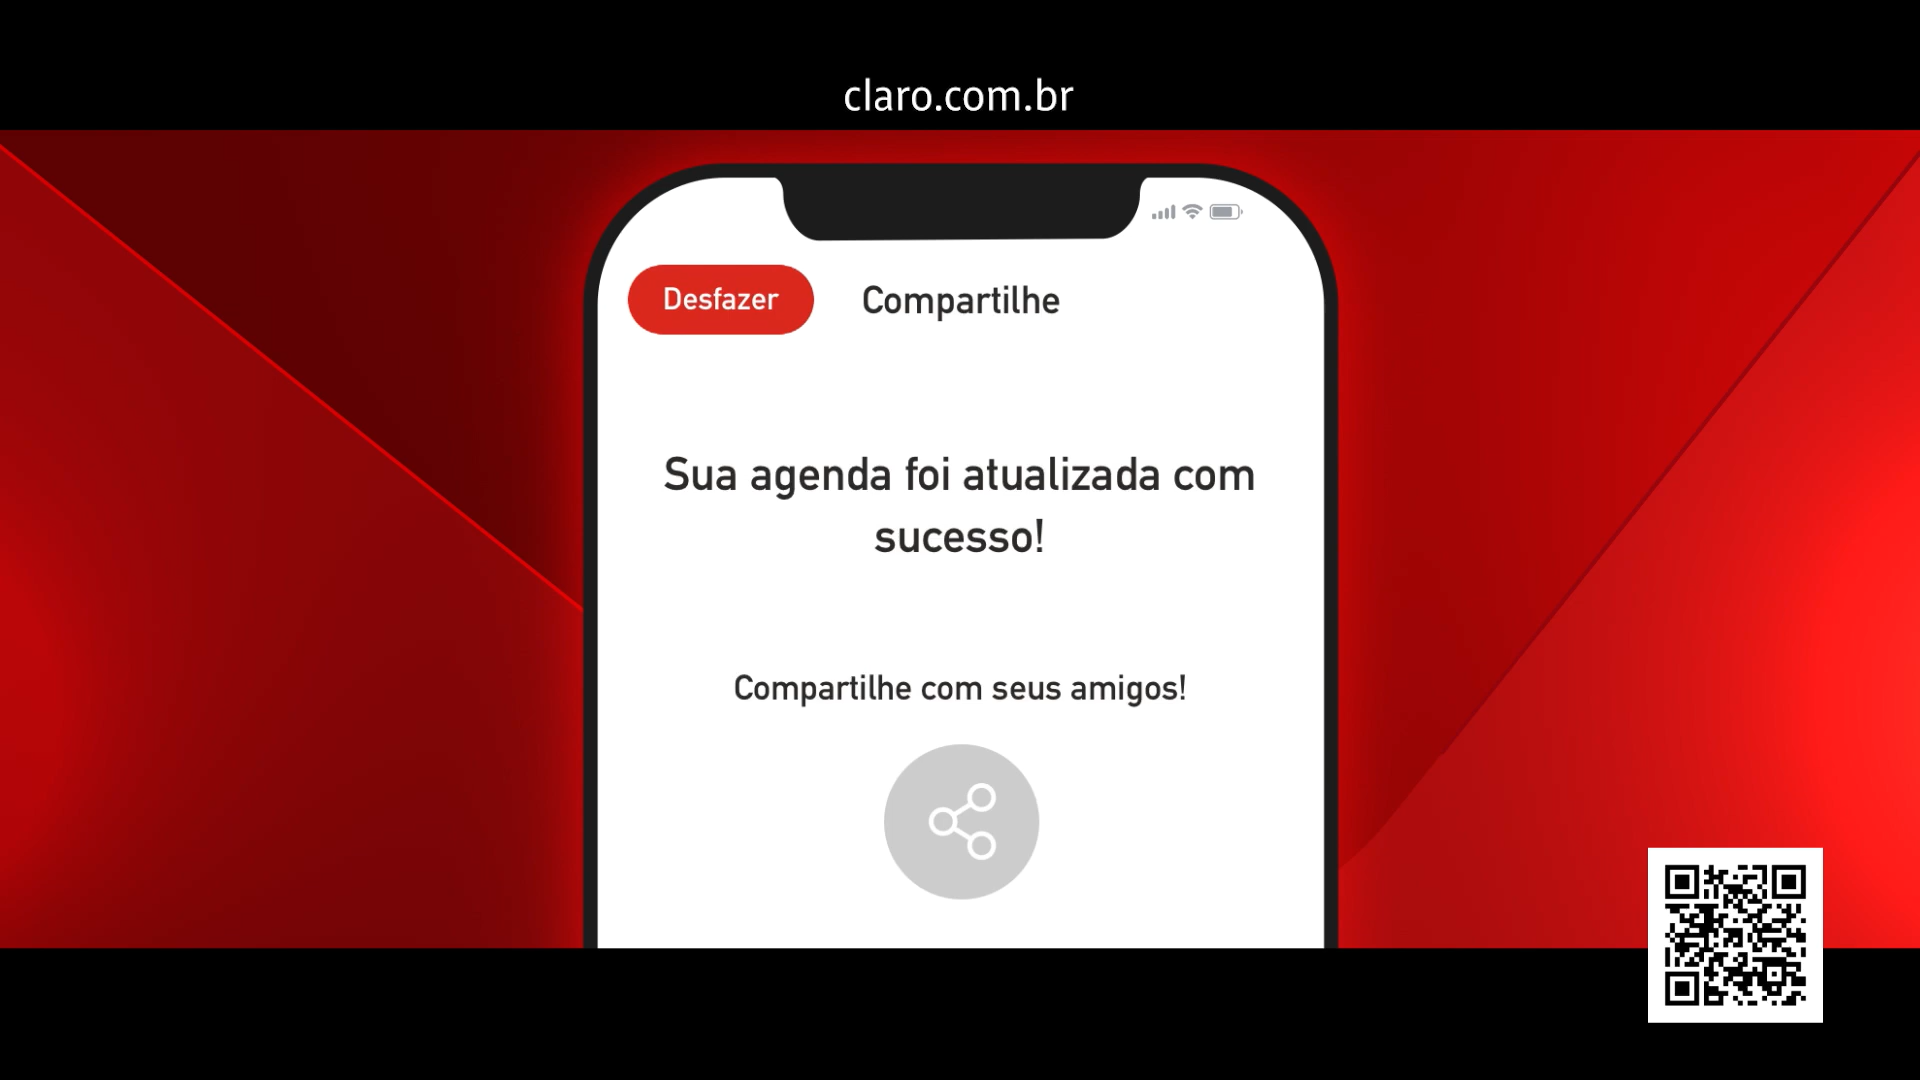 claro.com.br
Desfazer
Compartilhe
Sua agenda foi atualizada com
sucesso!
Compartilhe com seus amigos!